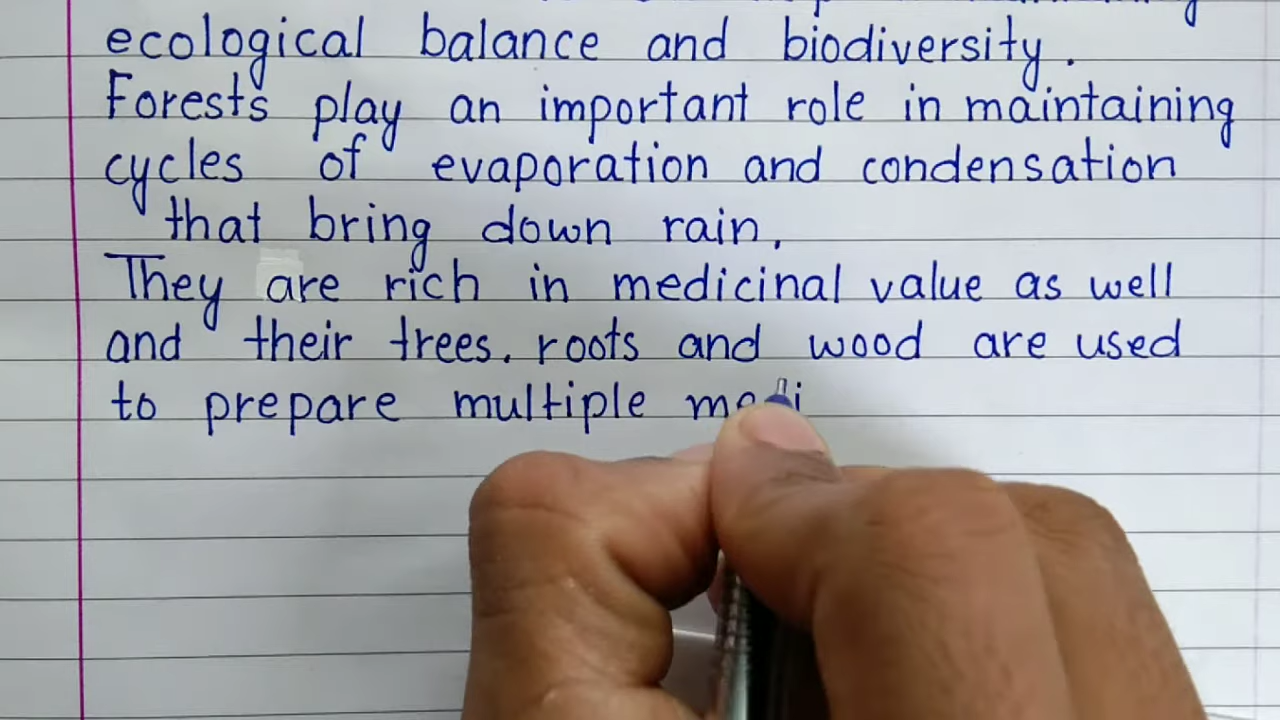 ecological balance and biodiversity.
Forests play an important role in maintaining
cycles of evaporation and condensation
that bring down rain.
They are rich in medicinal value as well
and their trees. roots and wood are used
to prepare multiple medi